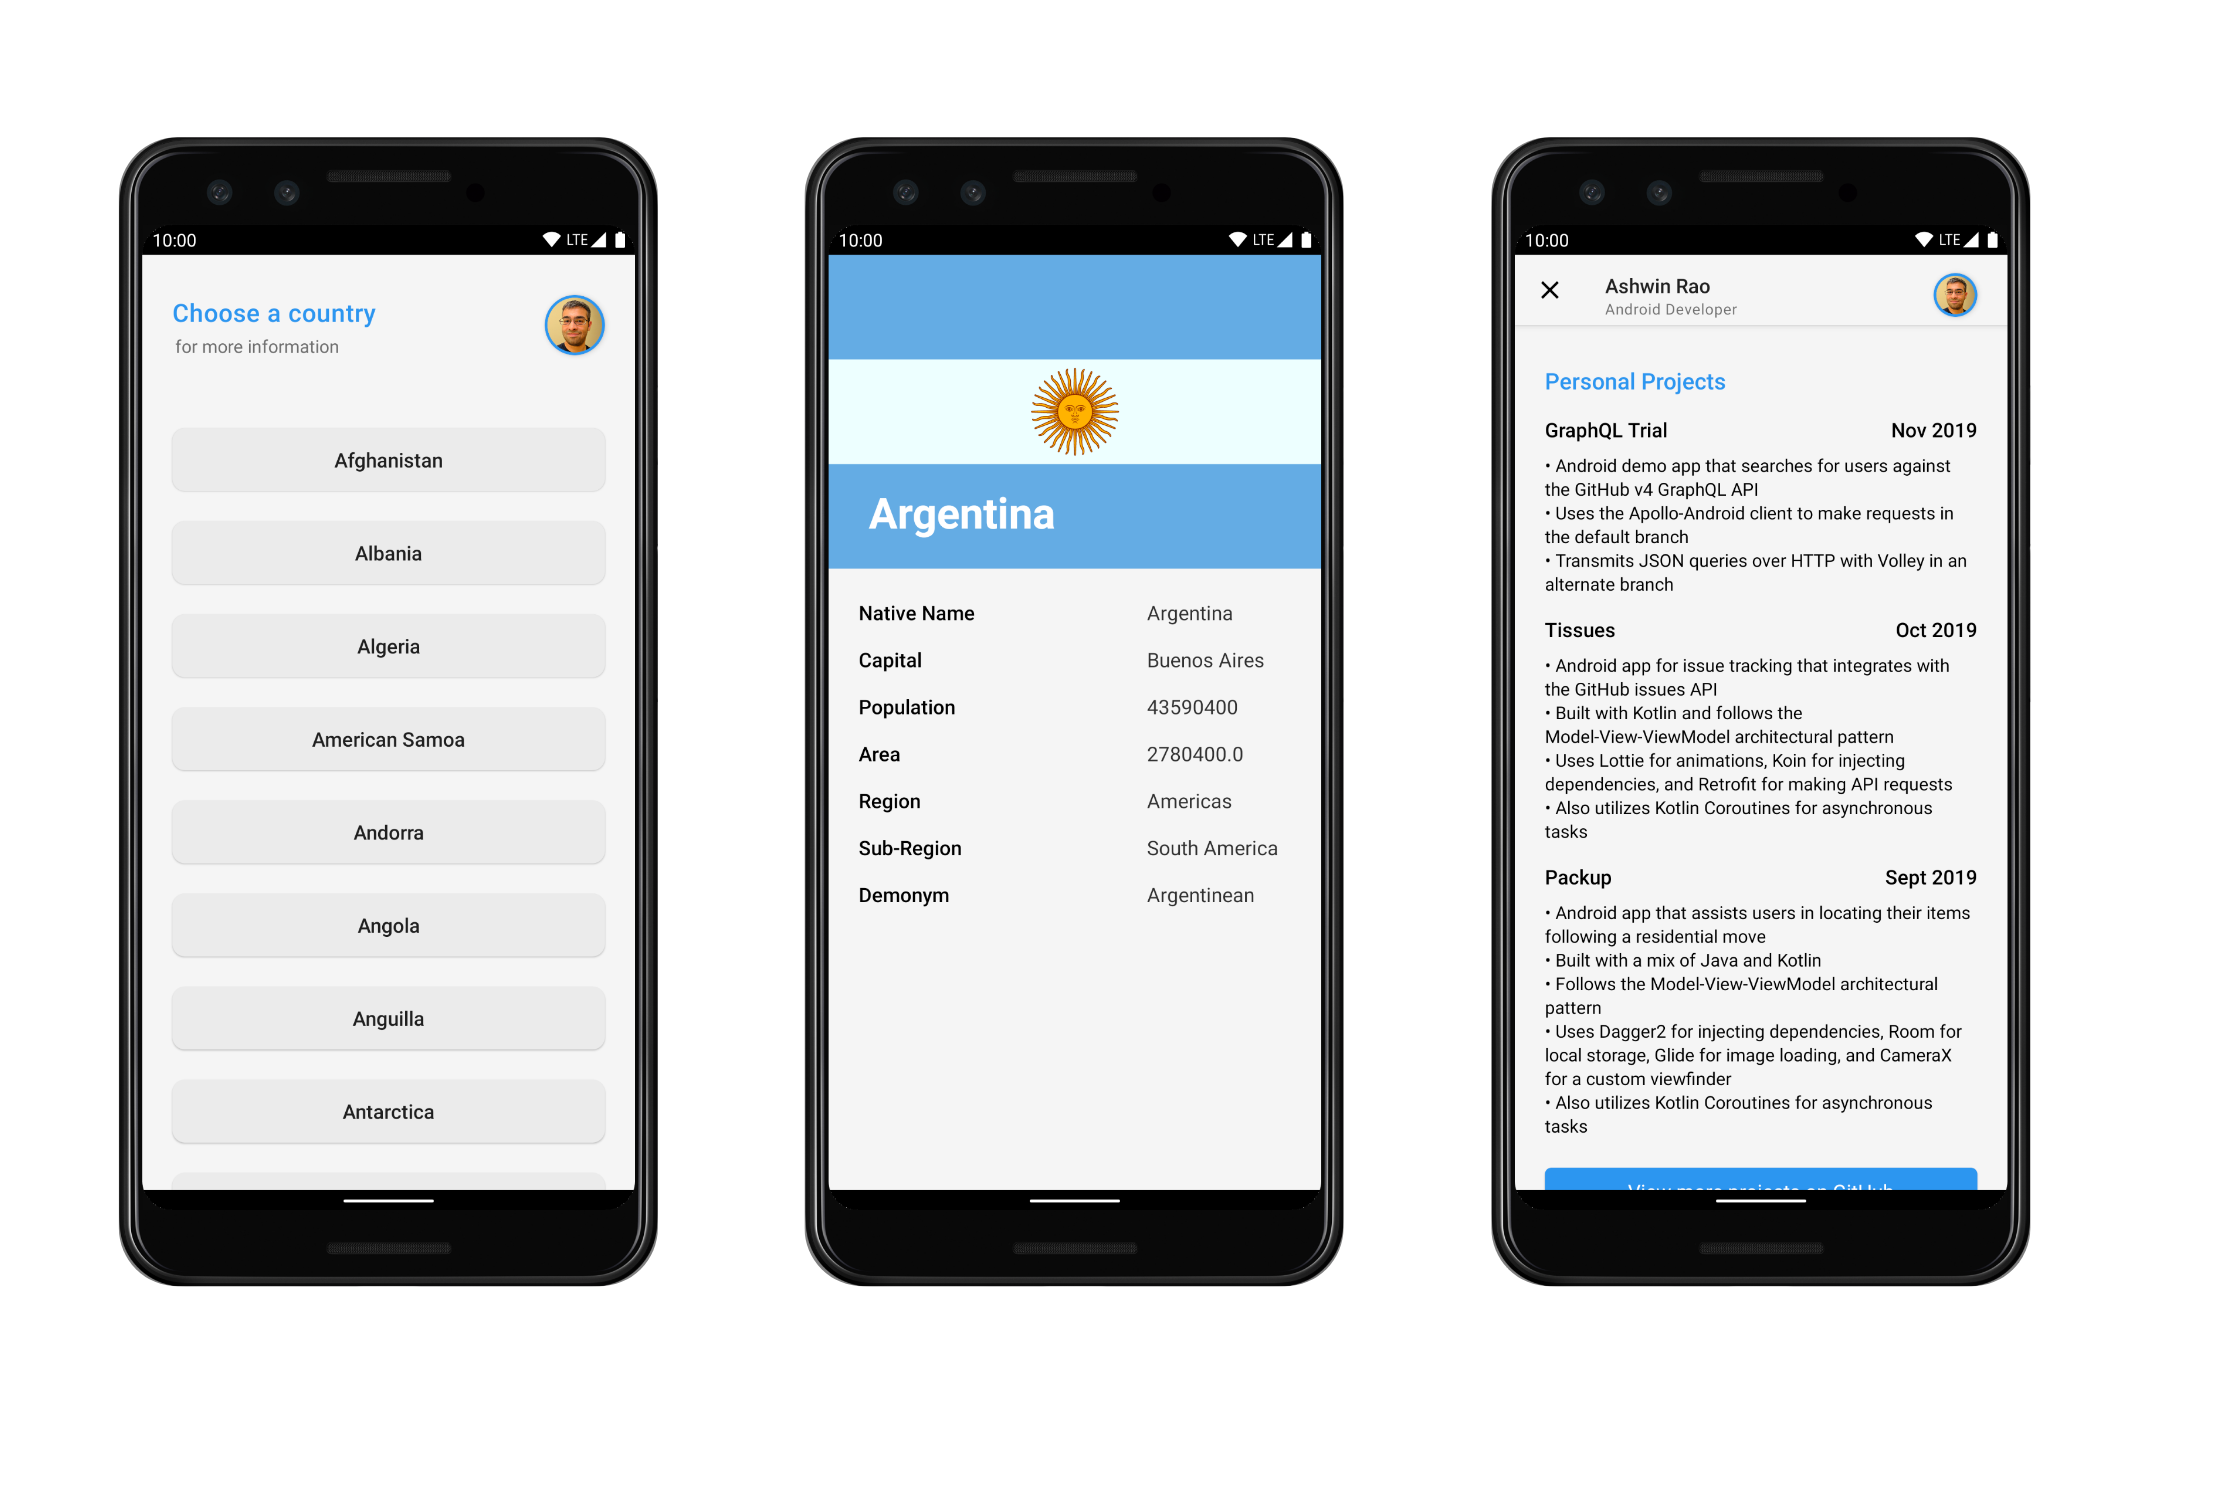 10:00
LTE
Choose a country
for more information
Afghanistan
Albania
Algeria
American Samoa
Andorra
Angola
Anguilla
Antarctica
10:00
LTE
Argentina
Native Name Argentina
Capital Buenos Aires
Population 43590400
Area 2780400.0
Region Americas
Sub-Region South America
Demonym Argentinean
10:00
LTE
Ashwin Rao
Android Developer
Personal Projects
GraphQL Trial Nov 2019
• Android demo app that searches for users against
the GitHub v4 GraphQL API
• Uses the Apollo-Android client to make requests in
the default branch
• Transmits JSON queries over HTTP with Volley in an
alternate branch
Tissues Oct 2019
• Android app for issue tracking that integrates with
the GitHub issues API
• Built with Kotlin and follows the
Model-View-ViewModel architectural pattern
• Uses Lottie for animations, Koin for injecting
dependencies, and Retrofit for making API requests
• Also utilizes Kotlin Coroutines for asynchronous
tasks
Packup Sept 2019
• Android app that assists users in locating their items
following a residential move
• Built with a mix of Java and Kotlin
• Follows the Model-View-ViewModel architectural
pattern
• Uses Dagger2 for injecting dependencies, Room for
local storage, Glide for image loading, and CameraX
for a custom viewfinder
• Also utilizes Kotlin Coroutines for asynchronous
tasks
View more projects on GitHub